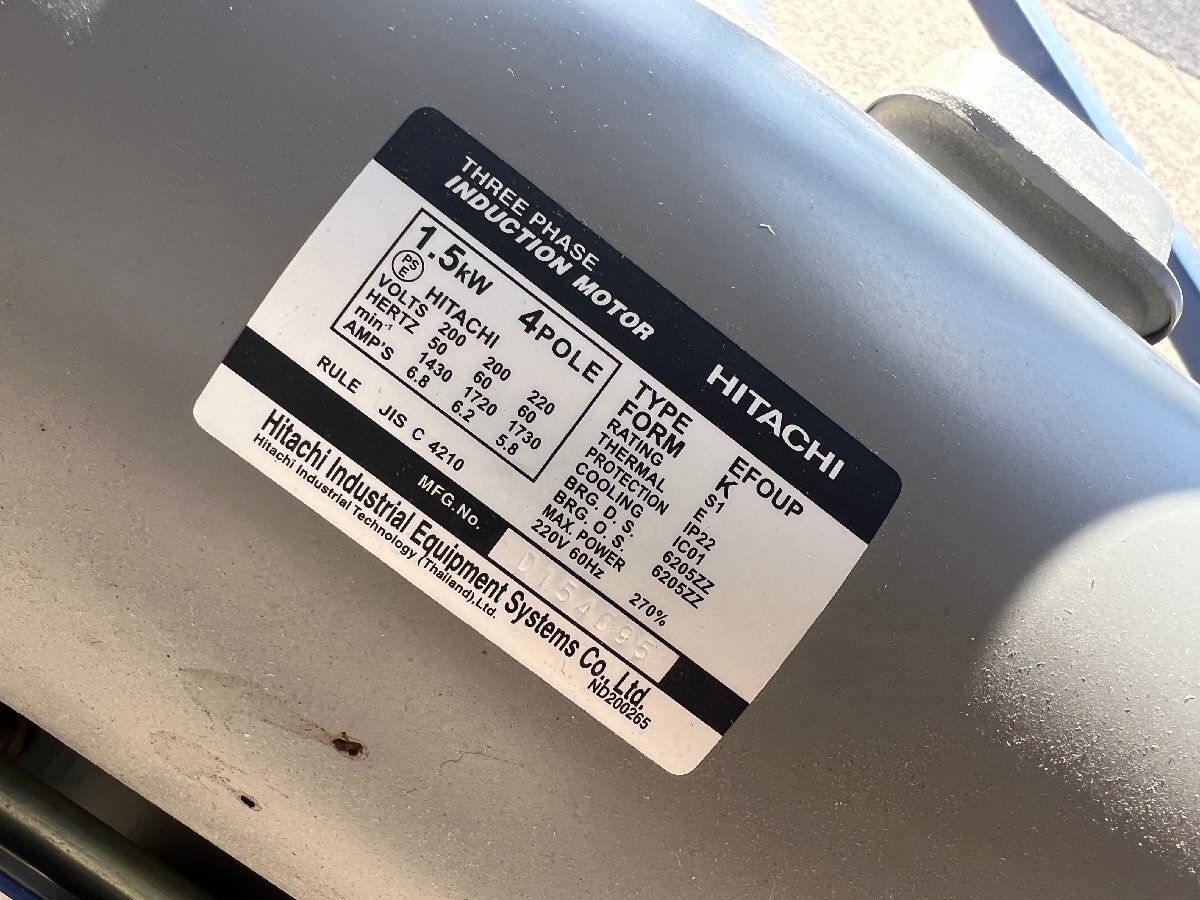 THREE PHASE
INDUCTION MOTOR
HITACHI
1.5kW 4POLE
PS E HITACHI
VOLTS 200 200 220
HERTZ 50 60 60
min-1 1430 1720 1730
AMP'S 6.8 6.2 5.8
RULE JIS C 4210
TYPE EFOUP
FORM K
RATING S1
THERMAL E
PROTECTION IP22
COOLING IC01
BRG. D. S. 6205ZZ
BRG. O. S. 6205ZZ
MAX. POWER
220V 60Hz 270%
MFG.No. D154695
Hitachi Industrial Equipment Systems Co., Ltd.
Hitachi Industrial Technology (Thailand),Ltd.
ND200265